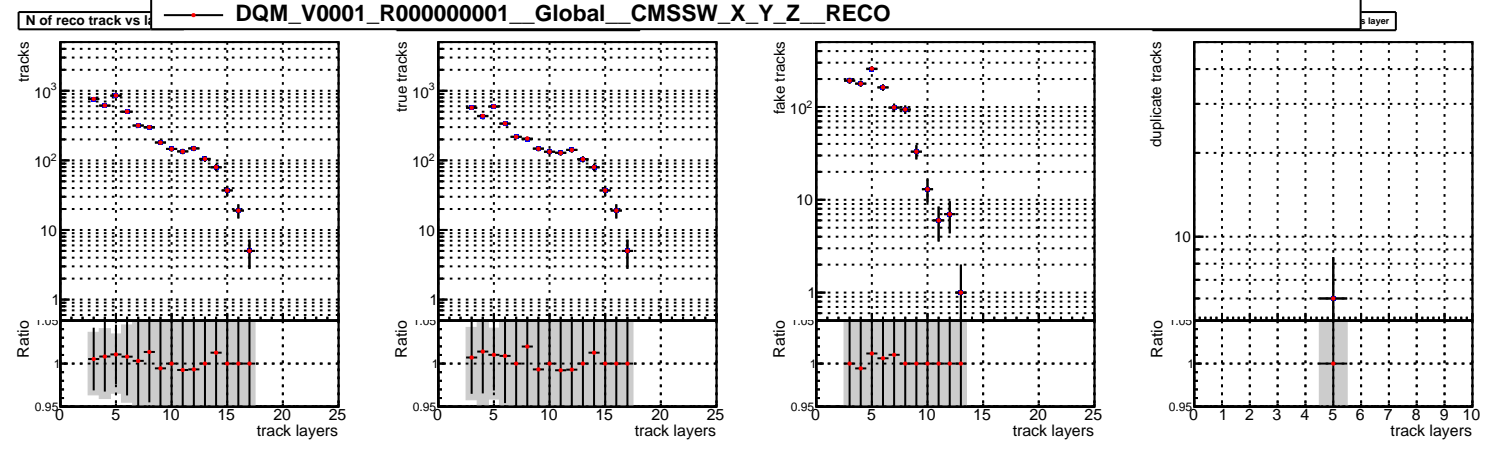 DQM_V0001_R000000001__Global__CMSSW_X_Y_Z__RECO
N of reco track vs la
s layer
tracks
10³
10²
10
1
Ratio
1.05
1
0.95
0 5 10 15 20 25
track layers
true tracks
10³
10²
10
1
Ratio
1.05
1
0.95
0 5 10 15 20 25
track layers
fake tracks
10²
10
1
Ratio
1.05
1
0.95
0 5 10 15 20 25
track layers
duplicate tracks
10
Ratio
1.05
1
0.95
0 1 2 3 4 5 6 7 8 9 10
track layers